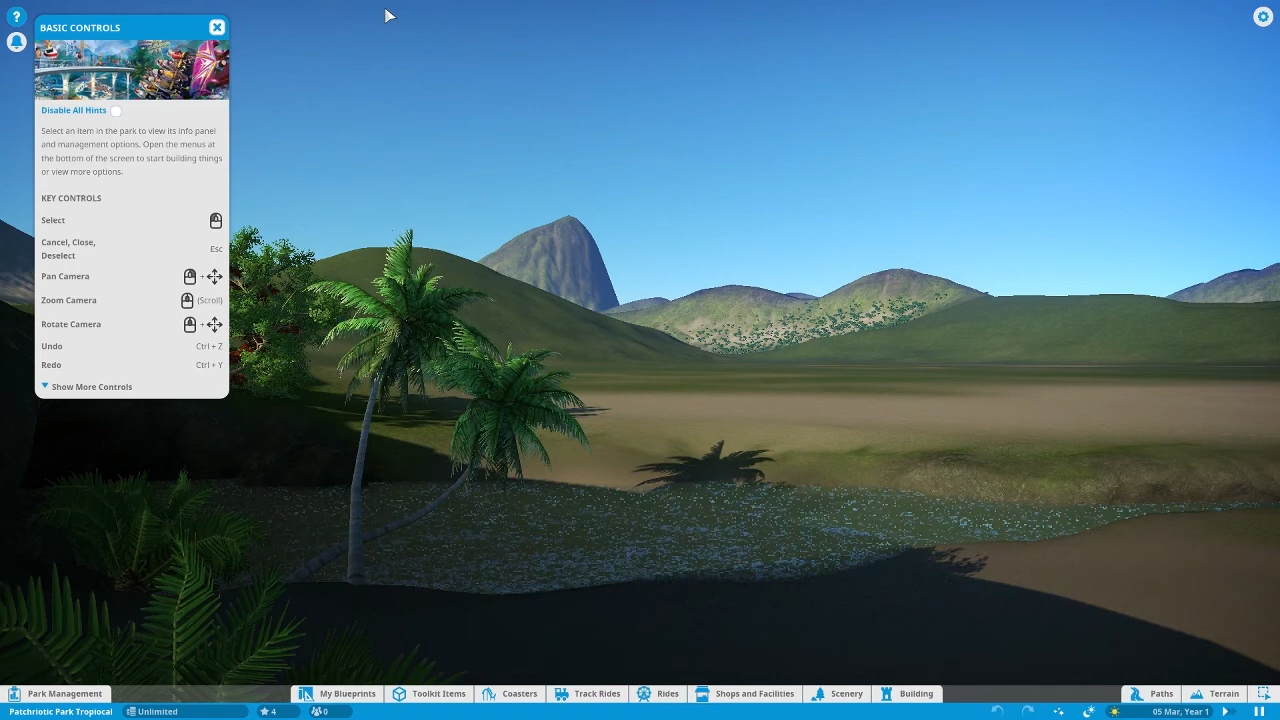 ?
BASIC CONTROLS
Disable All Hints
Select an item in the park to view its info panel
and management options. Open the menus at
the bottom of the screen to start building things
or view more options.
KEY CONTROLS
Select
Cancel, Close,
Deselect
Esc
Pan Camera +
Zoom Camera (Scroll)
Rotate Camera +
Undo Ctrl + Z
Redo Ctrl + Y
Show More Controls
Park Management My Blueprints Toolkit Items Coasters Track Rides Rides Shops and Facilities Scenery Building Paths Terrain
Patchriotic Park Tropical Unlimited 4 0 05 Mar, Year 1